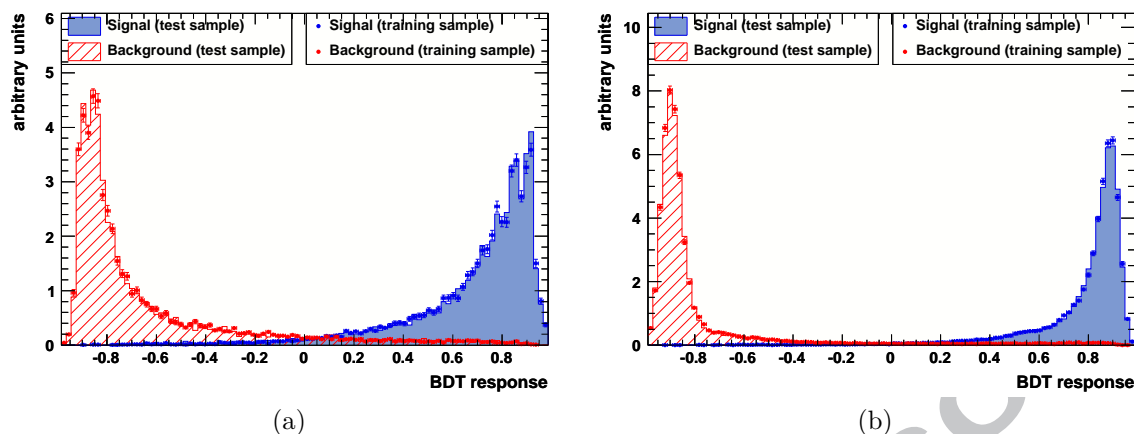 arbitrary units
6
5
4
3
2
1
0
Signal (test sample)
Background (test sample)
Signal (training sample)
Background (training sample)
-0.8 -0.6 -0.4 -0.2 0 0.2 0.4 0.6 0.8
BDT response
(a)
arbitrary units
10
8
6
4
2
0
Signal (test sample)
Background (test sample)
Signal (training sample)
Background (training sample)
-0.8 -0.6 -0.4 -0.2 0 0.2 0.4 0.6 0.8
BDT response
(b)